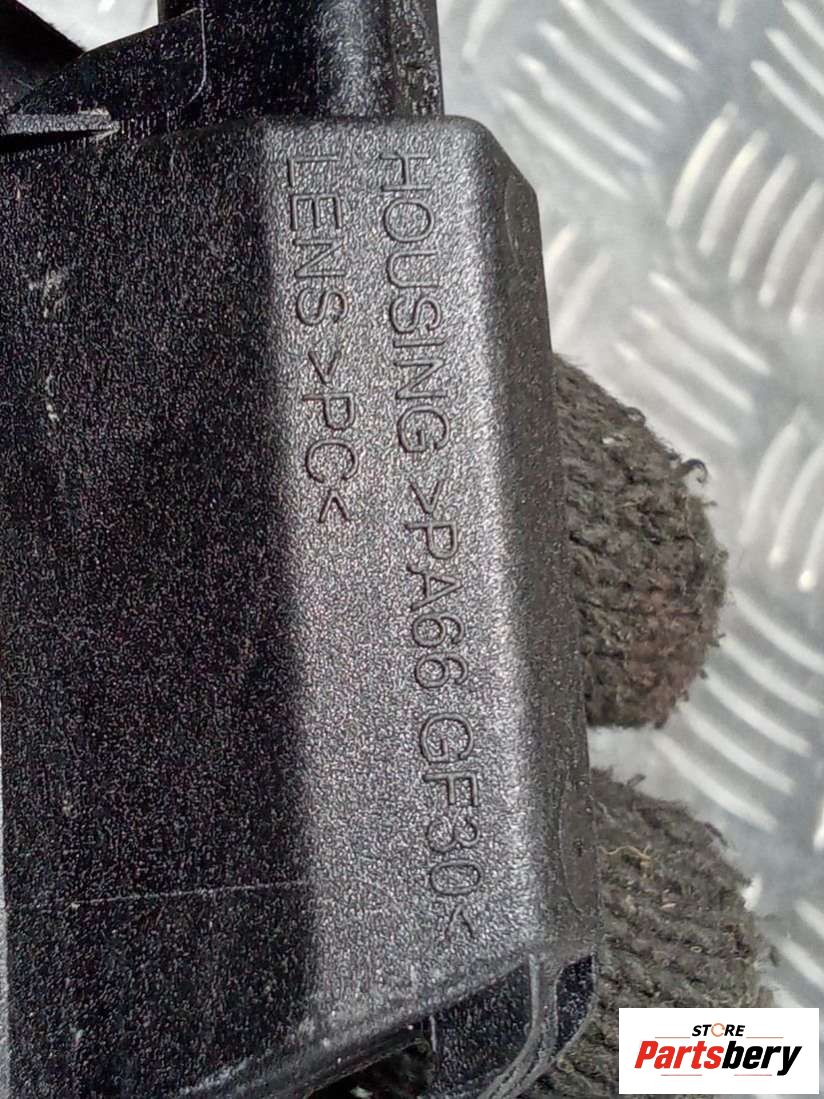 HOUSING >PA66 GF30<
LENS >PC<
STORE
Partsbery